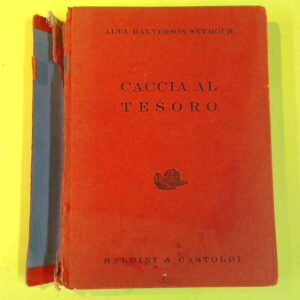 ALTA HALVERSON SEYMOUR
CACCIA AL
TESORO
BALDINI & CASTOLDI